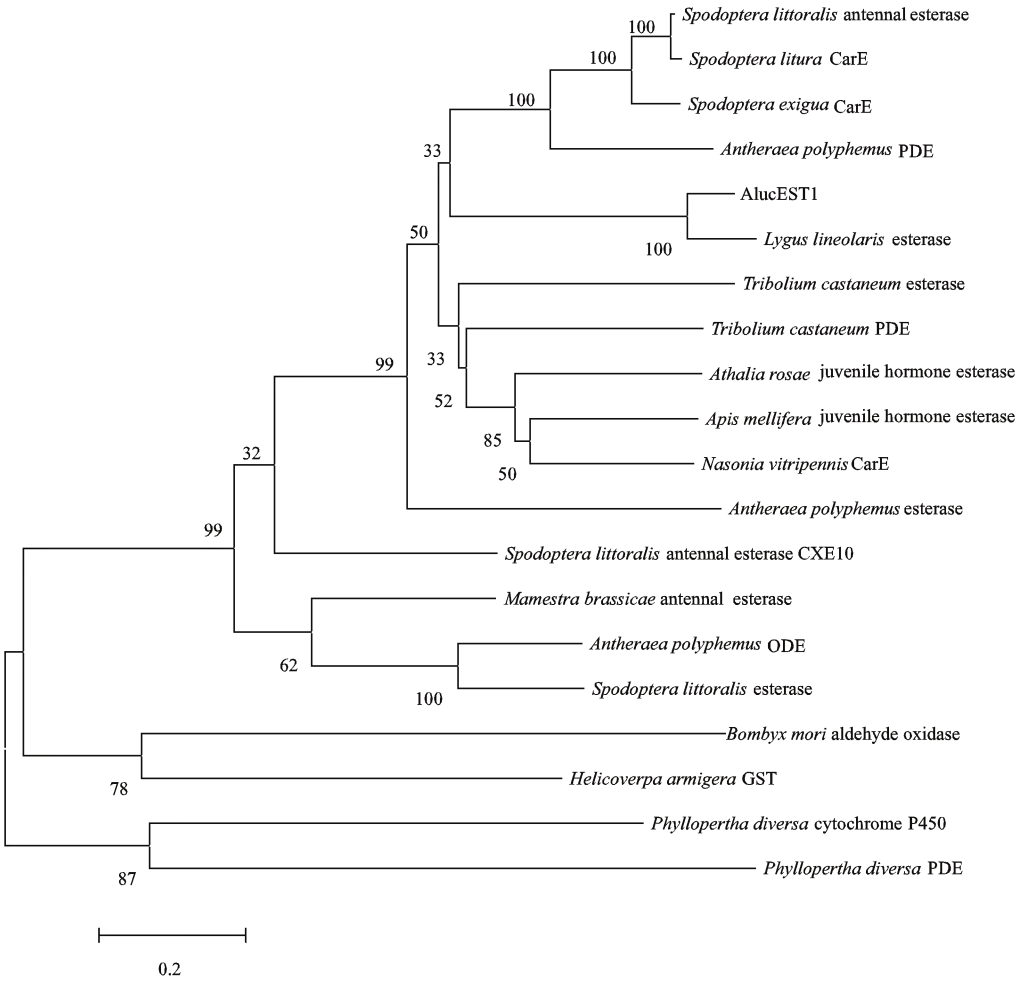 Spodoptera littoralis antennal esterase
100
Spodoptera litura CarE
100
100
Spodoptera exigua CarE
33
Antheraea polyphemus PDE
AlucEST1
50
Lygus lineolaris esterase
100
Tribolium castaneum esterase
Tribolium castaneum PDE
99
33
Athalia rosae juvenile hormone esterase
52
Apis mellifera juvenile hormone esterase
85
32
Nasonia vitripennis CarE
50
Antheraea polyphemus esterase
99
Spodoptera littoralis antennal esterase CXE10
Mamestra brassicae antennal esterase
Antheraea polyphemus ODE
62
Spodoptera littoralis esterase
100
Bombyx mori aldehyde oxidase
Helicoverpa armigera GST
78
Phyllopertha diversa cytochrome P450
Phyllopertha diversa PDE
87
0.2